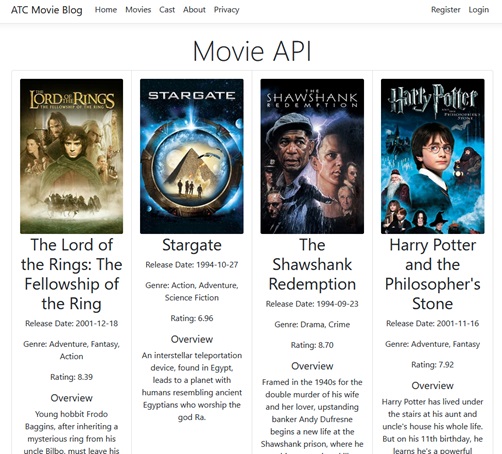 ATC Movie Blog Home Movies Cast About Privacy Register Login
Movie API
THE
LORD OF THE RINGS
THE FELLOWSHIP OF THE RING
The Lord of
the Rings: The
Fellowship of
the Ring
Release Date: 2001-12-18
Genre: Adventure, Fantasy,
Action
Rating: 8.39
Overview
Young hobbit Frodo
Baggins, after inheriting a
mysterious ring from his
uncle Bilbo, must leave his
STARGATE
Stargate
Release Date: 1994-10-27
Genre: Action, Adventure,
Science Fiction
Rating: 6.96
Overview
An interstellar teleportation
device, found in Egypt,
leads to a planet with
humans resembling ancient
Egyptians who worship the
god Ra.
THE
SHAWSHANK
REDEMPTION
The
Shawshank
Redemption
Release Date: 1994-09-23
Genre: Drama, Crime
Rating: 8.70
Overview
Framed in the 1940s for the
double murder of his wife
and her lover, upstanding
banker Andy Dufresne
begins a new life at the
Shawshank prison, where he
Harry Potter
AND THE
PHILOSOPHER'S
STONE
Harry Potter
and the
Philosopher's
Stone
Release Date: 2001-11-16
Genre: Adventure, Fantasy
Rating: 7.92
Overview
Harry Potter has lived under
the stairs at his aunt and
uncle's house his whole life.
But on his 11th birthday, he
learns he's a powerful